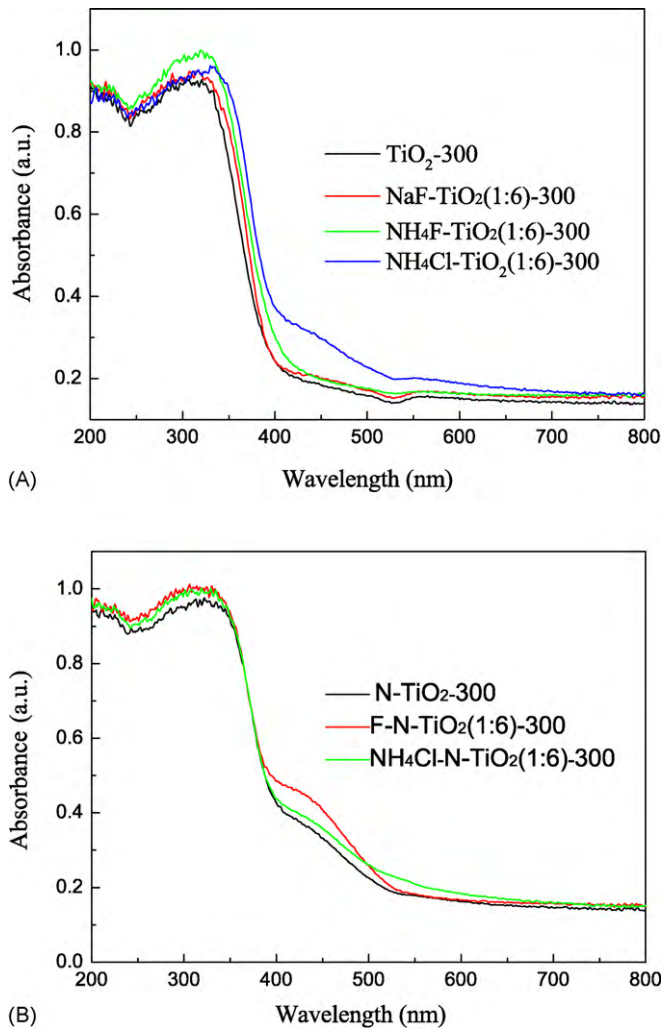 1.0
0.8
0.6
0.4
0.2
Absorbance (a.u.)
TiO₂-300
NaF-TiO₂(1:6)-300
NH₄F-TiO₂(1:6)-300
NH₄Cl-TiO₂(1:6)-300
200 300 400 500 600 700 800
Wavelength (nm)
(A)
1.0
0.8
0.6
0.4
0.2
0.0
Absorbance (a.u.)
N-TiO₂-300
F-N-TiO₂(1:6)-300
NH₄Cl-N-TiO₂(1:6)-300
200 300 400 500 600 700 800
Wavelength (nm)
(B)